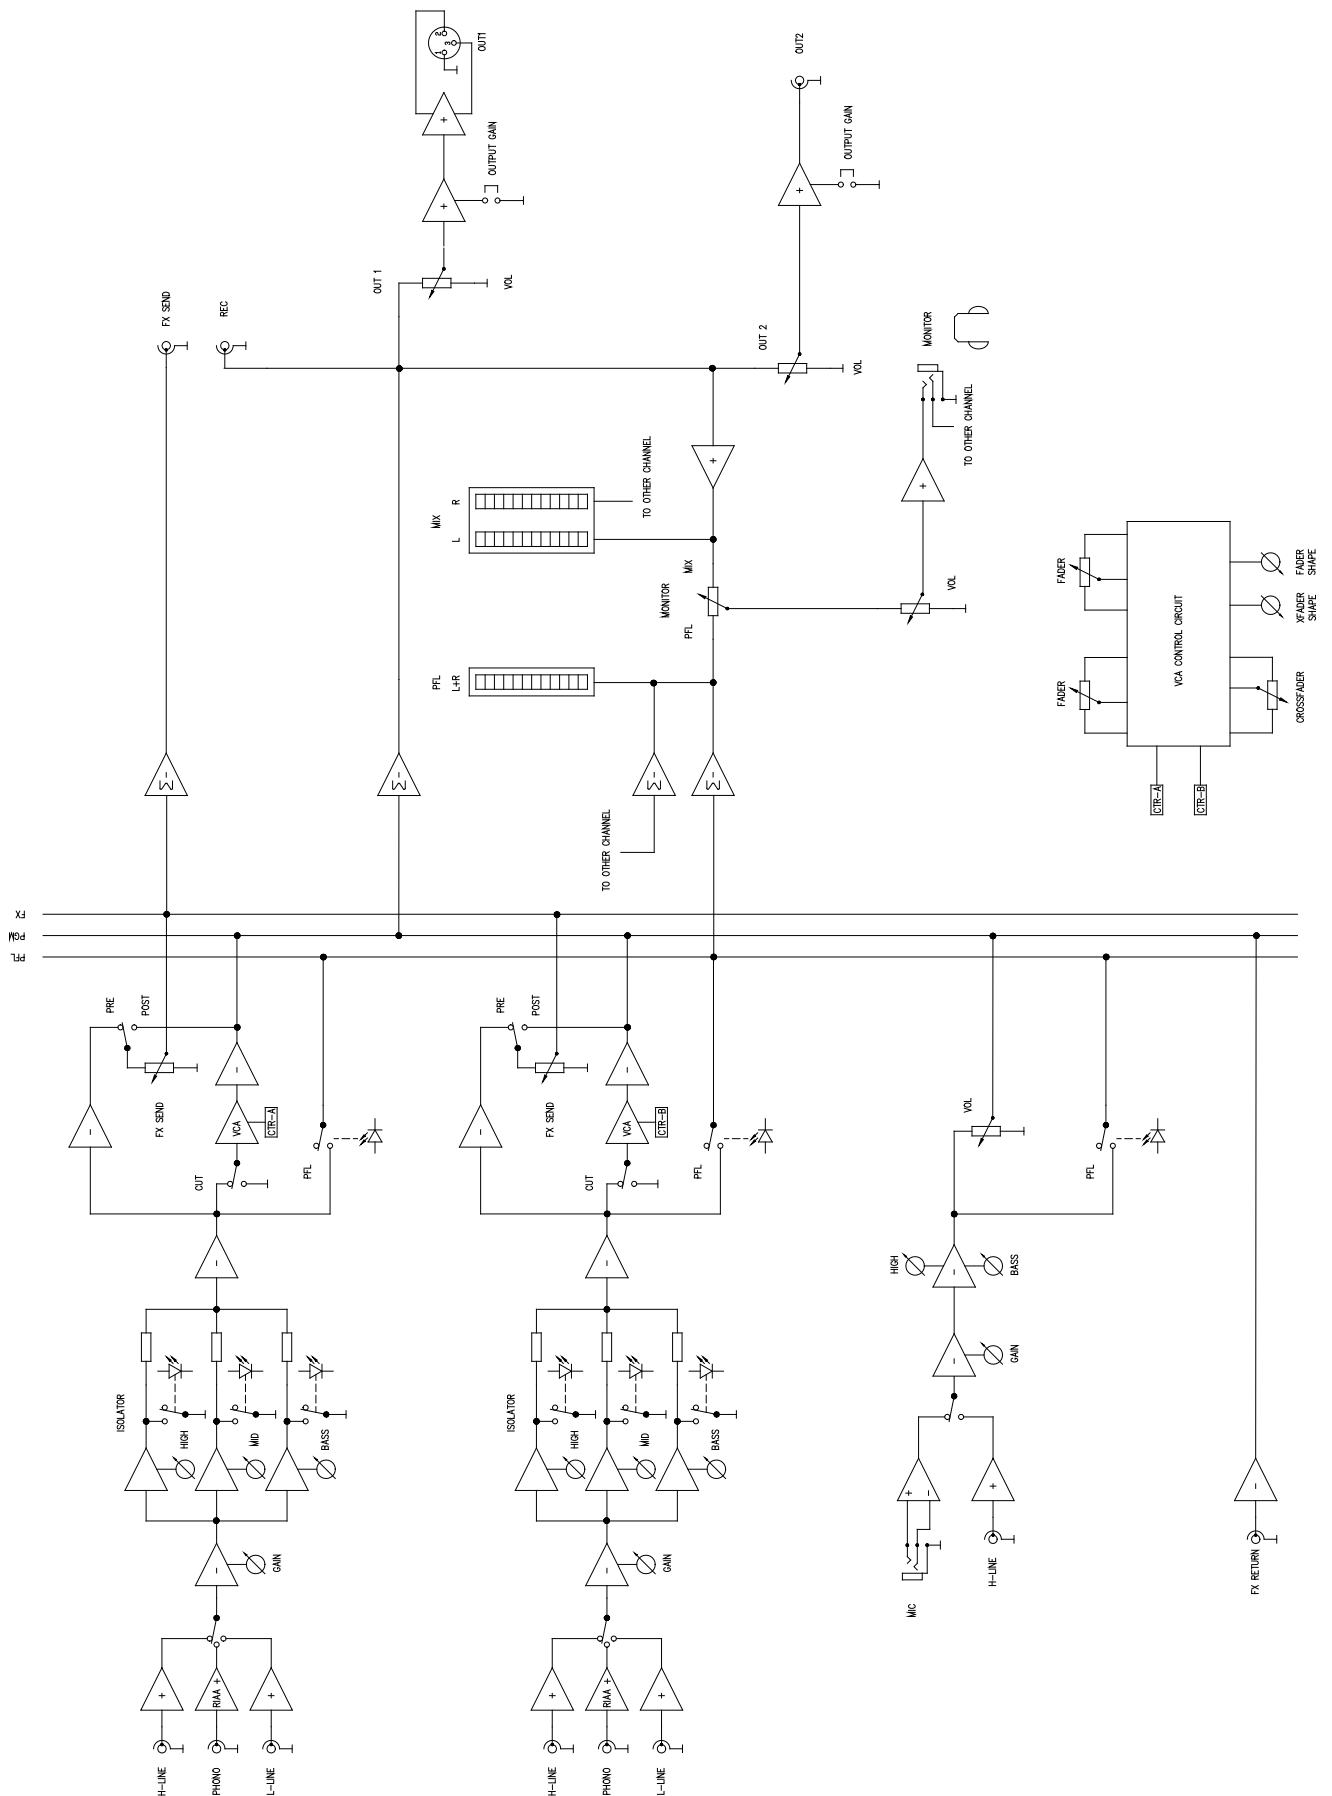 OUT1
1
2
3
OUTPUT GAIN
OUT2
OUTPUT GAIN
FX SEND
REC
OUT 1
VOL
OUT 2
VOL
MONITOR
TO OTHER CHANNEL
MIX
L
R
TO OTHER CHANNEL
MIX
MONITOR
PFL
VOL
PFL
L+R
TO OTHER CHANNEL
FADER
FADER
VCA CONTROL CIRCUIT
FADER SHAPE
XFADER SHAPE
CROSSFADER
CTR-A
CTR-B
FX
PGM
PFL
PRE
POST
FX SEND
VCA
CTR-A
CUT
PFL
PRE
POST
FX SEND
VCA
CTR-B
CUT
PFL
VOL
PFL
ISOLATOR
HIGH
MID
BASS
GAIN
ISOLATOR
HIGH
MID
BASS
GAIN
HIGH
BASS
GAIN
MIC
H-LINE
FX RETURN
RIAA
H-LINE
PHONO
L-LINE
RIAA
H-LINE
PHONO
L-LINE